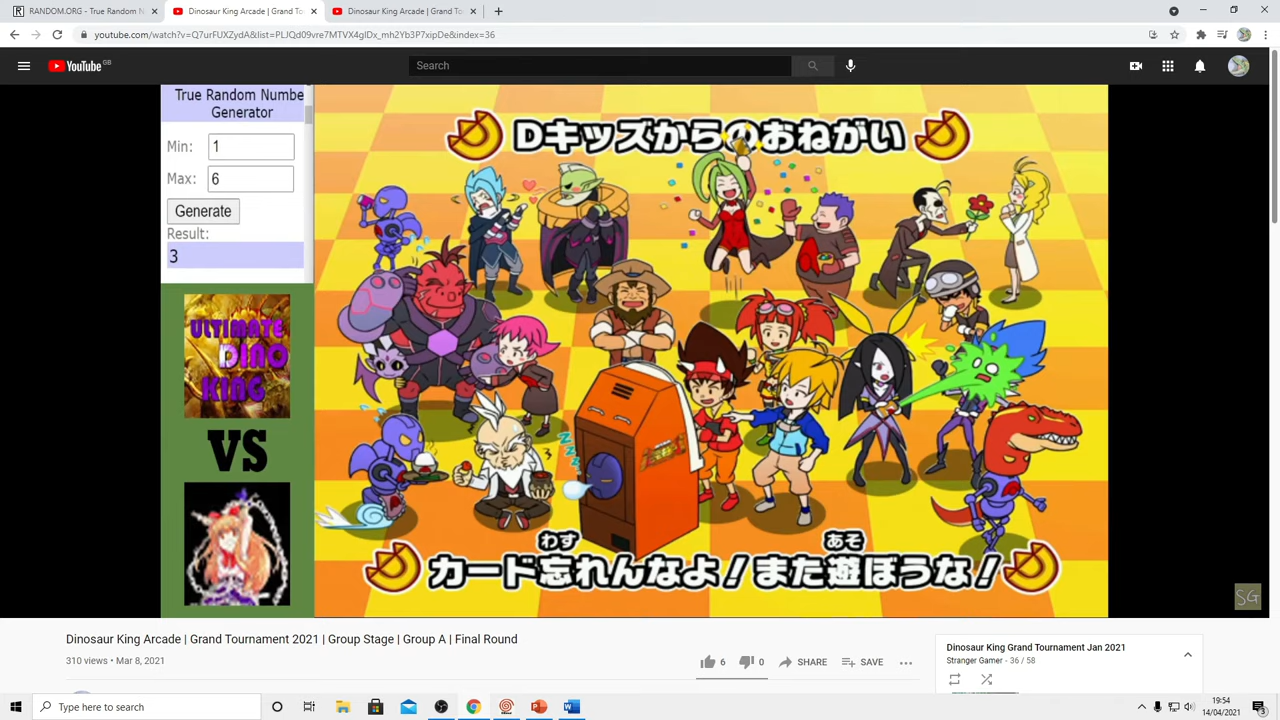 RANDOM.ORG - True Random Nu
Dinosaur King Arcade | Grand To
Dinosaur King Arcade | Grand To
youtube.com/watch?v=Q7urFUXZydA&list=PLJQd09vre7MTVX4glDx_mh2Yb3P7xipDe&index=36
YouTube GB
Search
True Random Numbe
Generator
Min: 1
Max: 6
Generate
Result:
3
ULTIMATE
DINO
KING
VS
Dキッズからのおねがい
ZZZ
わす あそ
カード忘れんなよ!また遊ぼうな!
SG
Dinosaur King Arcade | Grand Tournament 2021 | Group Stage | Group A | Final Round
310 views • Mar 8, 2021
6
0
SHARE
SAVE
Dinosaur King Grand Tournament Jan 2021
Stranger Gamer - 36 / 58
Type here to search
19:54
14/04/2021
3